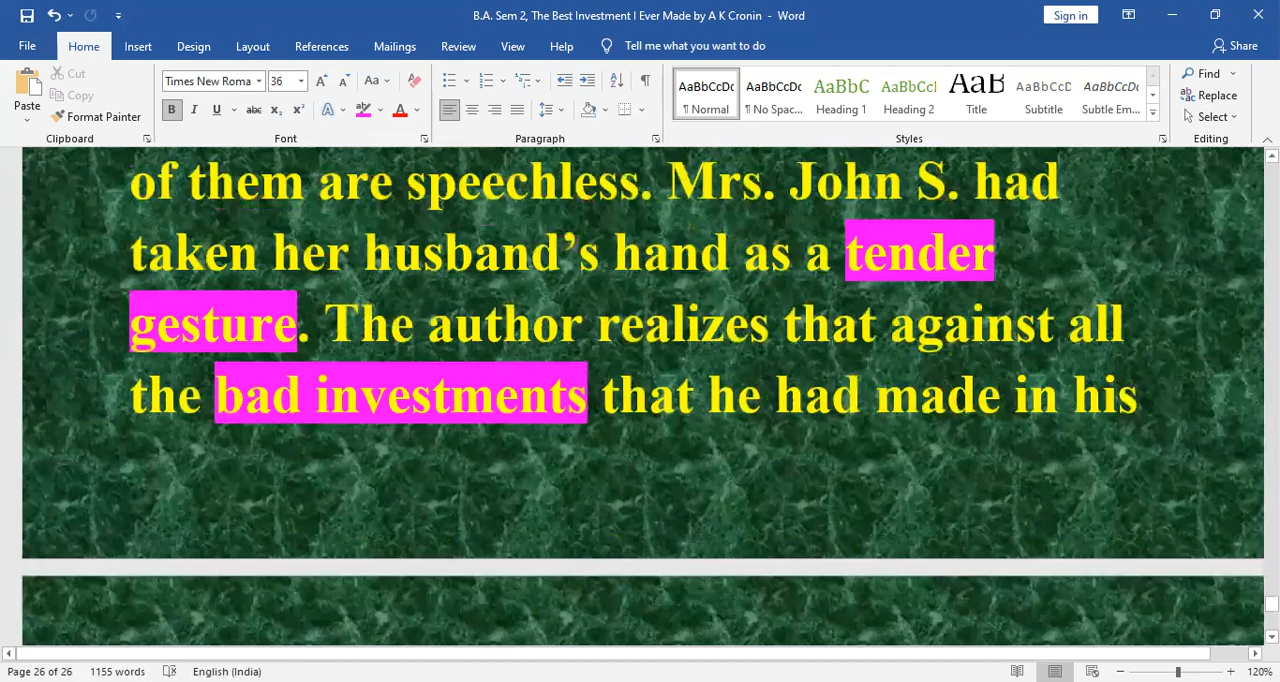 B.A. Sem 2, The Best Investment I Ever Made by A K Cronin - Word
Sign in
File Home Insert Design Layout References Mailings Review View Help Tell me what you want to do Share
Paste
Cut
Copy
Format Painter
Clipboard
Times New Roma 36
Font
Paragraph
AaBbCcDc AaBbCcDc AaBbC AaBbCcl AaB AaBbCcD AaBbCcDc
¶ Normal ¶ No Spac... Heading 1 Heading 2 Title Subtitle Subtle Em...
Styles
Find
Replace
Select
Editing
of them are speechless. Mrs. John S. had
taken her husband’s hand as a tender
gesture. The author realizes that against all
the bad investments that he had made in his
Page 26 of 26 1155 words English (India) 120%